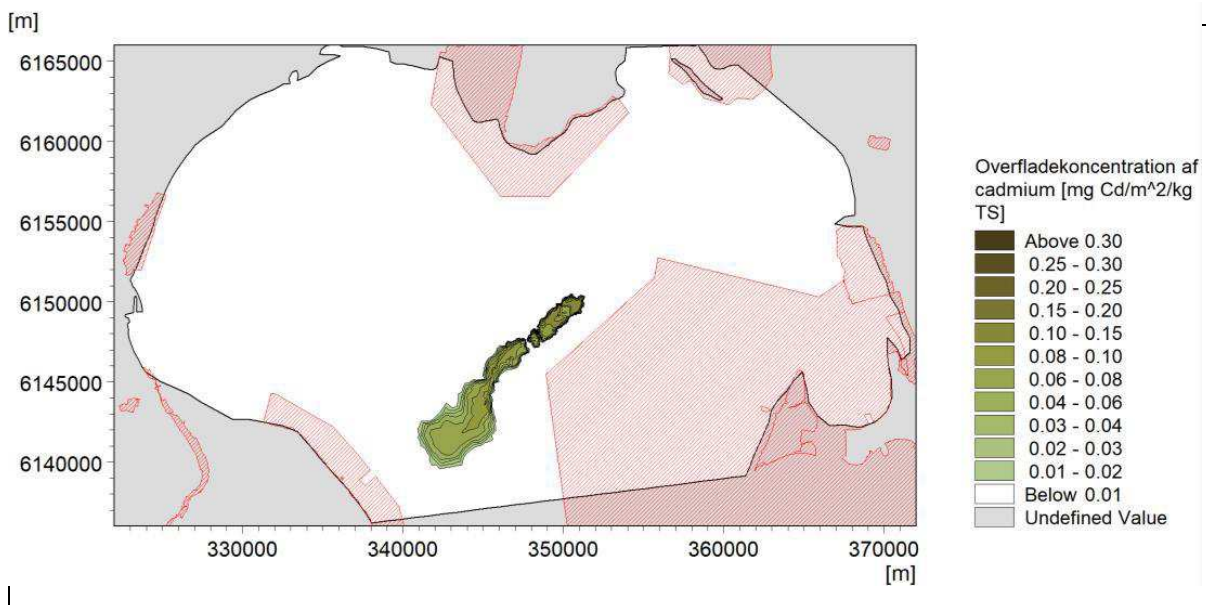 [m]
6165000
6160000
6155000
6150000
6145000
6140000
330000 340000 350000 360000 370000
[m]
Overfladekoncentration af
cadmium [mg Cd/m^2/kg
TS]
Above 0.30
0.25 - 0.30
0.20 - 0.25
0.15 - 0.20
0.10 - 0.15
0.08 - 0.10
0.06 - 0.08
0.04 - 0.06
0.03 - 0.04
0.02 - 0.03
0.01 - 0.02
Below 0.01
Undefined Value